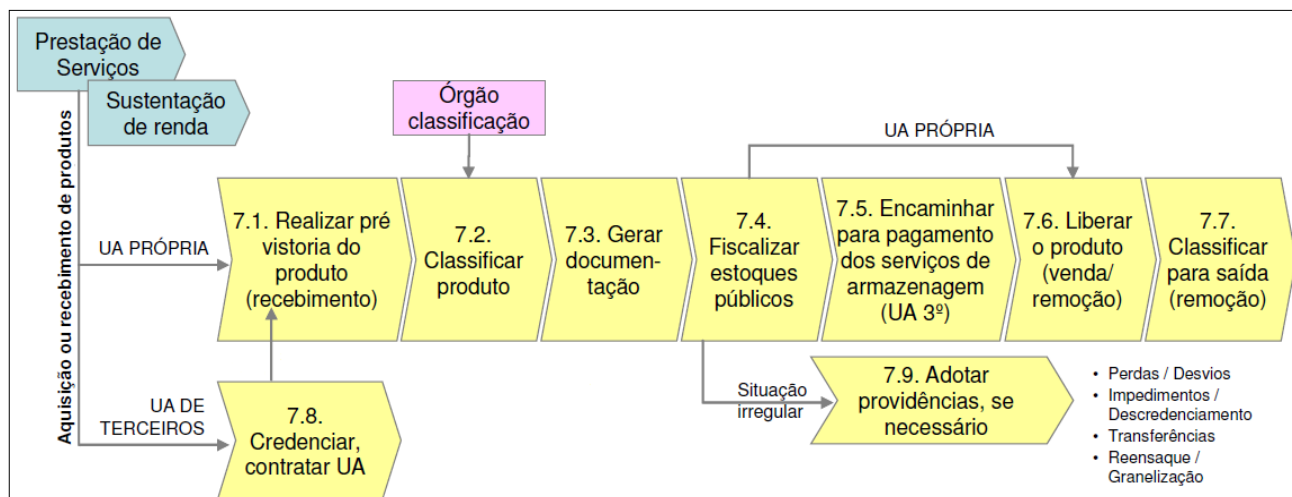 Prestação de
Serviços
Sustentação
de renda
Órgão
classificação
UA PRÓPRIA
Aquisição ou recebimento de produtos
UA PRÓPRIA
7.1. Realizar pré
vistoria do
produto
(recebimento)
7.2.
Classificar
produto
7.3. Gerar
documen-
tação
7.4.
Fiscalizar
estoques
públicos
7.5. Encaminhar
para pagamento
dos serviços de
armazenagem
(UA 3º)
7.6. Liberar
o produto
(venda/
remoção)
7.7.
Classificar
para saída
(remoção)
UA DE
TERCEIROS
7.8.
Credenciar,
contratar UA
Situação
irregular
7.9. Adotar
providências, se
necessário
• Perdas / Desvios
• Impedimentos /
Descredenciamento
• Transferências
• Reensaque /
Granelização